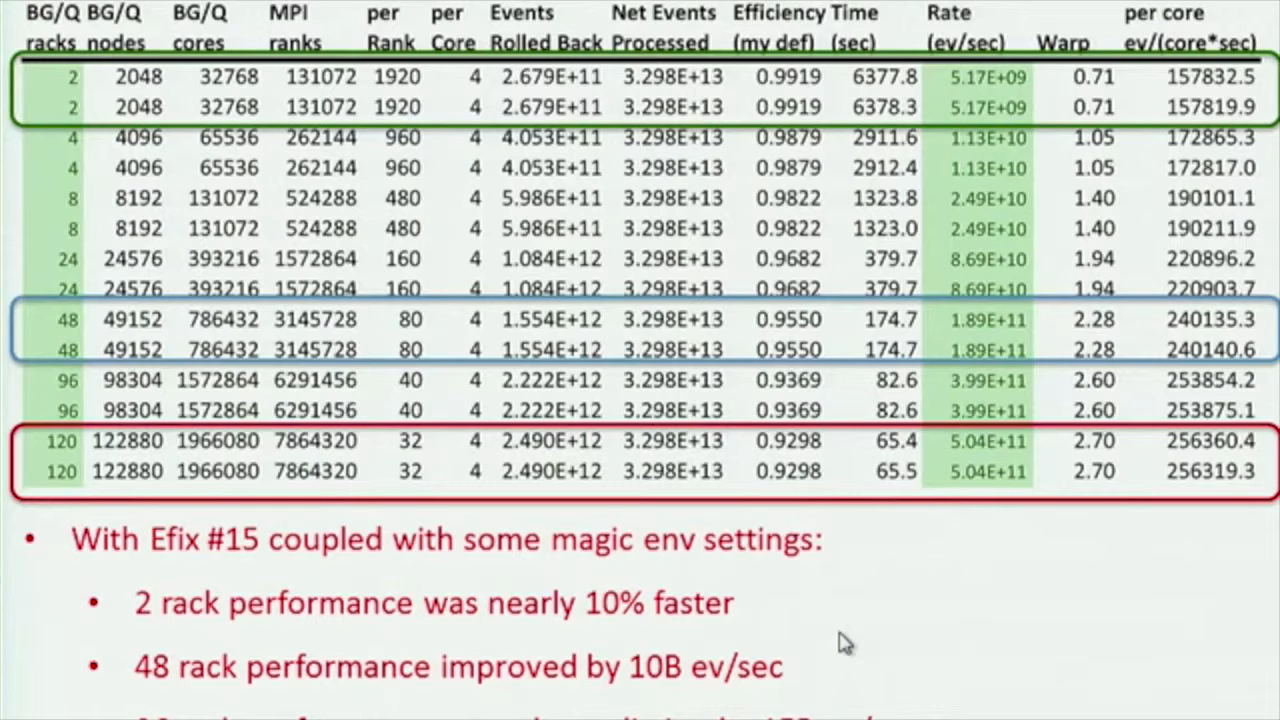 BG/Q BG/Q BG/Q MPI per per Events Net Events Efficiency Time Rate per core
racks nodes cores ranks Rank Core Rolled Back Processed (my def) (sec) (ev/sec) Warp ev/(core*sec)
2 2048 32768 131072 1920 4 2.679E+11 3.298E+13 0.9919 6377.8 5.17E+09 0.71 157832.5
2 2048 32768 131072 1920 4 2.679E+11 3.298E+13 0.9919 6378.3 5.17E+09 0.71 157819.9
4 4096 65536 262144 960 4 4.053E+11 3.298E+13 0.9879 2911.6 1.13E+10 1.05 172865.3
4 4096 65536 262144 960 4 4.053E+11 3.298E+13 0.9879 2912.4 1.13E+10 1.05 172817.0
8 8192 131072 524288 480 4 5.986E+11 3.298E+13 0.9822 1323.8 2.49E+10 1.40 190101.1
8 8192 131072 524288 480 4 5.986E+11 3.298E+13 0.9822 1323.0 2.49E+10 1.40 190211.9
24 24576 393216 1572864 160 4 1.084E+12 3.298E+13 0.9682 379.7 8.69E+10 1.94 220896.2
24 24576 393216 1572864 160 4 1.084E+12 3.298E+13 0.9682 379.7 8.69E+10 1.94 220903.7
48 49152 786432 3145728 80 4 1.554E+12 3.298E+13 0.9550 174.7 1.89E+11 2.28 240135.3
48 49152 786432 3145728 80 4 1.554E+12 3.298E+13 0.9550 174.7 1.89E+11 2.28 240140.6
96 98304 1572864 6291456 40 4 2.222E+12 3.298E+13 0.9369 82.6 3.99E+11 2.60 253854.2
96 98304 1572864 6291456 40 4 2.222E+12 3.298E+13 0.9369 82.6 3.99E+11 2.60 253875.1
120 122880 1966080 7864320 32 4 2.490E+12 3.298E+13 0.9298 65.4 5.04E+11 2.70 256360.4
120 122880 1966080 7864320 32 4 2.490E+12 3.298E+13 0.9298 65.5 5.04E+11 2.70 256319.3
• With Efix #15 coupled with some magic env settings:
• 2 rack performance was nearly 10% faster
• 48 rack performance improved by 10B ev/sec